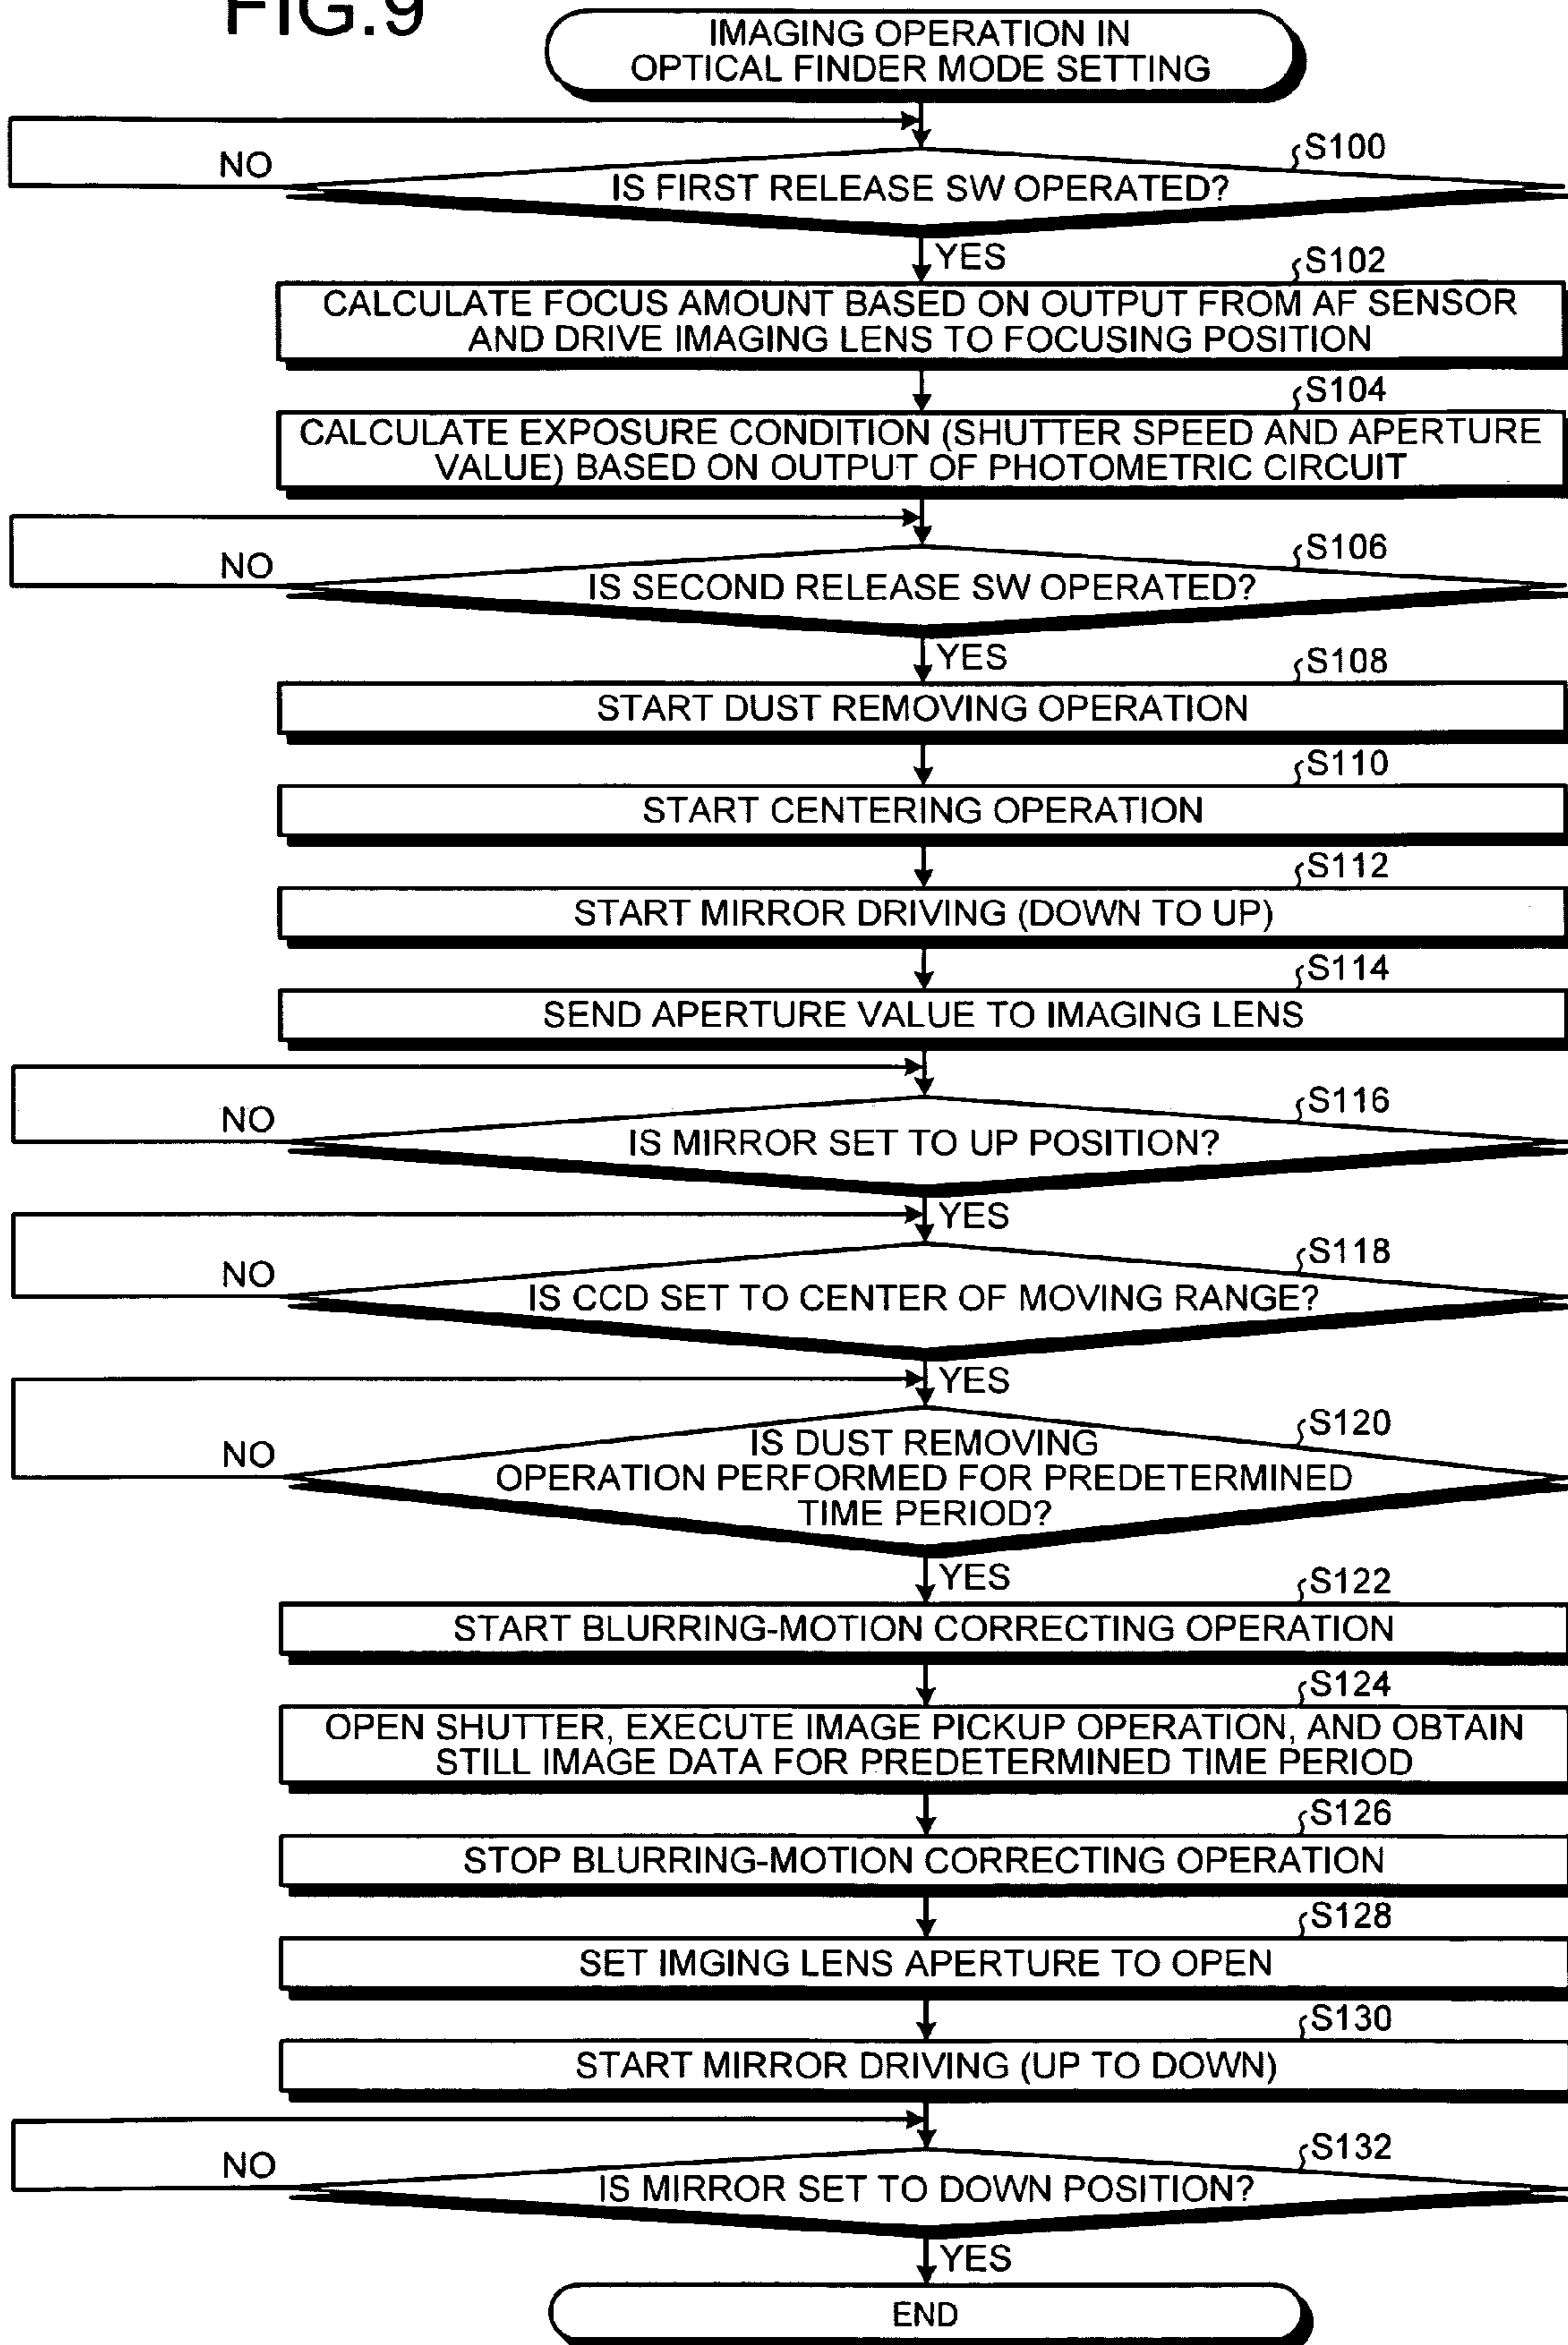 FIG.9
IMAGING OPERATION IN
OPTICAL FINDER MODE SETTING
S100
NO
IS FIRST RELEASE SW OPERATED?
YES
S102
CALCULATE FOCUS AMOUNT BASED ON OUTPUT FROM AF SENSOR
AND DRIVE IMAGING LENS TO FOCUSING POSITION
S104
CALCULATE EXPOSURE CONDITION (SHUTTER SPEED AND APERTURE
VALUE) BASED ON OUTPUT OF PHOTOMETRIC CIRCUIT
S106
NO
IS SECOND RELEASE SW OPERATED?
YES
S108
START DUST REMOVING OPERATION
S110
START CENTERING OPERATION
S112
START MIRROR DRIVING (DOWN TO UP)
S114
SEND APERTURE VALUE TO IMAGING LENS
S116
NO
IS MIRROR SET TO UP POSITION?
YES
S118
NO
IS CCD SET TO CENTER OF MOVING RANGE?
YES
S120
NO
IS DUST REMOVING
OPERATION PERFORMED FOR PREDETERMINED
TIME PERIOD?
YES
S122
START BLURRING-MOTION CORRECTING OPERATION
S124
OPEN SHUTTER, EXECUTE IMAGE PICKUP OPERATION, AND OBTAIN
STILL IMAGE DATA FOR PREDETERMINED TIME PERIOD
S126
STOP BLURRING-MOTION CORRECTING OPERATION
S128
SET IMGING LENS APERTURE TO OPEN
S130
START MIRROR DRIVING (UP TO DOWN)
S132
NO
IS MIRROR SET TO DOWN POSITION?
YES
END